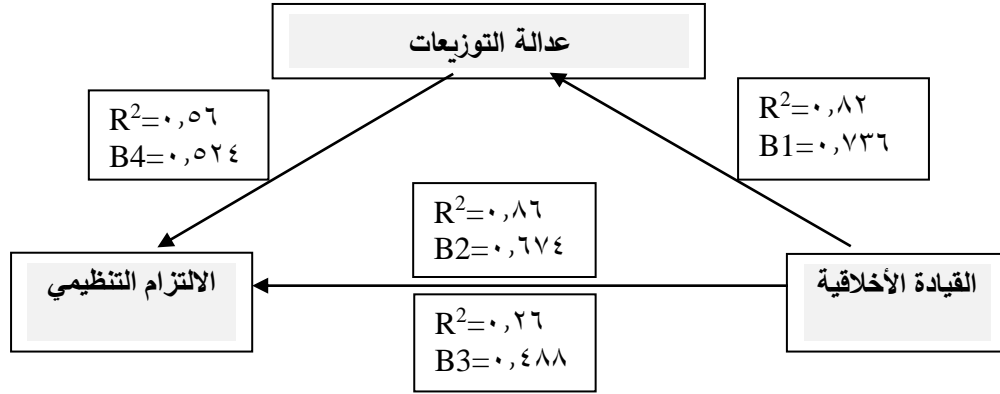 عدالة التوزيعات
R²=٠,٥٦
B4=٠,٥٢٤
R²=٠,٨٢
B1=٠,٧٣٦
R²=٠,٨٦
B2=٠,٦٧٤
الالتزام التنظيمي
القيادة الأخلاقية
R²=٠,٢٦
B3=٠,٤٨٨